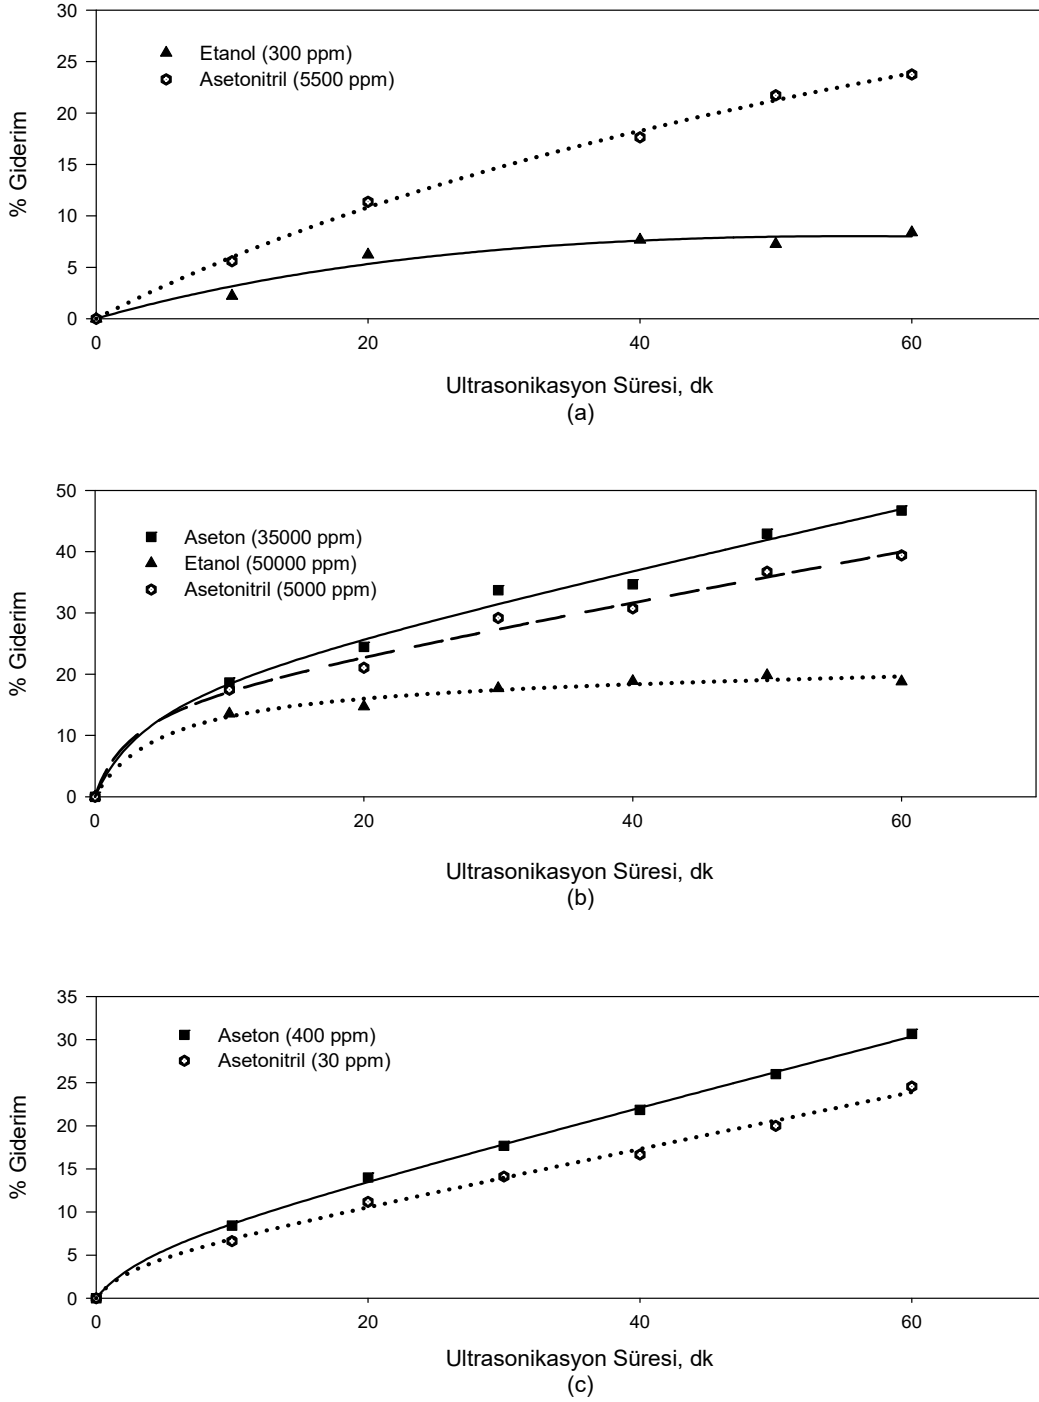 30
25
20
15
10
5
0
% Giderim
Etanol (300 ppm)
Asetonitril (5500 ppm)
0 20 40 60
Ultrasonikasyon Süresi, dk
(a)
50
40
30
20
10
0
% Giderim
Aseton (35000 ppm)
Etanol (50000 ppm)
Asetonitril (5000 ppm)
0 20 40 60
Ultrasonikasyon Süresi, dk
(b)
35
30
25
20
15
10
5
0
% Giderim
Aseton (400 ppm)
Asetonitril (30 ppm)
0 20 40 60
Ultrasonikasyon Süresi, dk
(c)